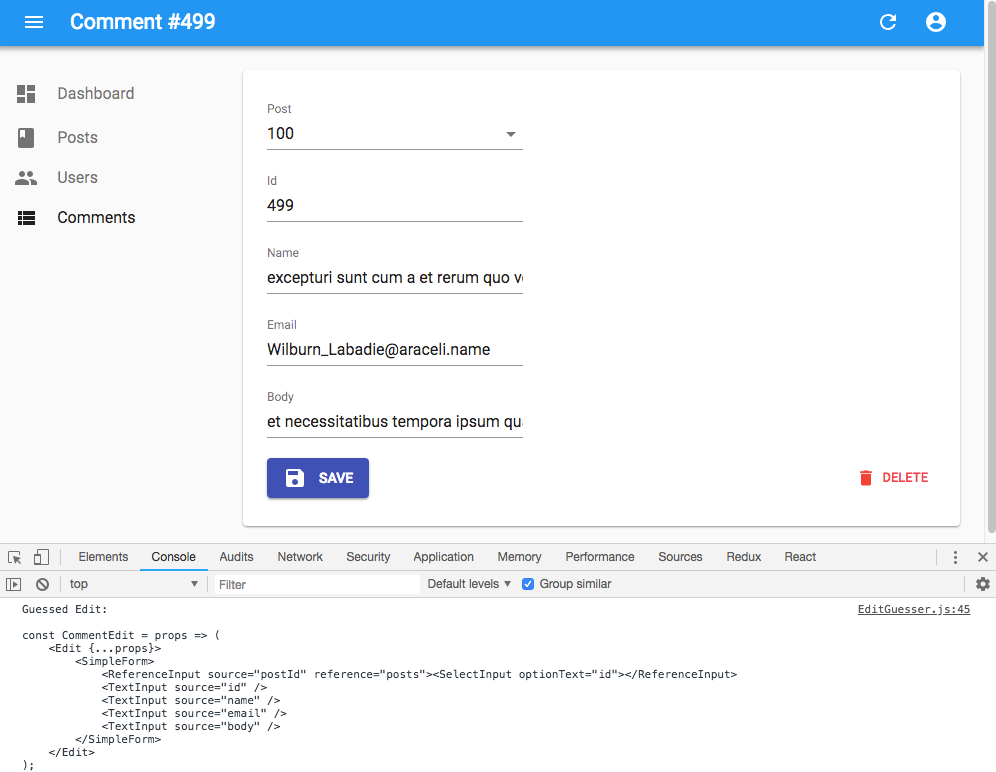 Comment #499
Dashboard
Posts
Users
Comments
Post
100
Id
499
Name
excepturi sunt cum a et rerum quo v
Email
Wilburn_Labadie@araceli.name
Body
et necessitatibus tempora ipsum qu
SAVE
DELETE
Elements Console Audits Network Security Application Memory Performance Sources Redux React
top Filter Default levels Group similar
Guessed Edit: EditGuesser.js:45
const CommentEdit = props => (
    <Edit {...props}>
        <SimpleForm>
            <ReferenceInput source="postId" reference="posts"><SelectInput optionText="id"></ReferenceInput>
            <TextInput source="id" />
            <TextInput source="name" />
            <TextInput source="email" />
            <TextInput source="body" />
        </SimpleForm>
    </Edit>
);